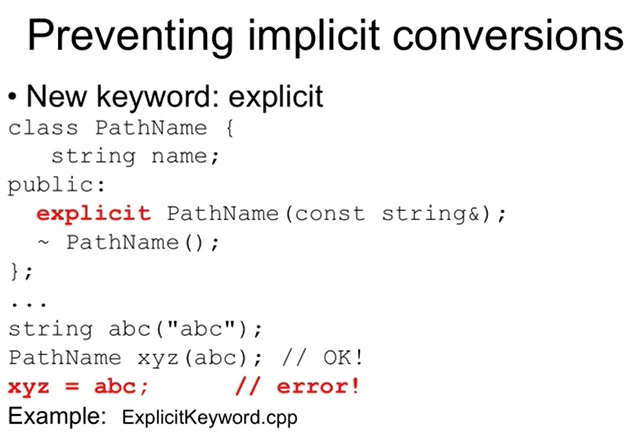 Preventing implicit conversions
• New keyword: explicit
class PathName {
string name;
public:
explicit PathName(const string&);
~ PathName();
};
...
string abc("abc");
PathName xyz(abc); // OK!
xyz = abc; // error!
Example: ExplicitKeyword.cpp